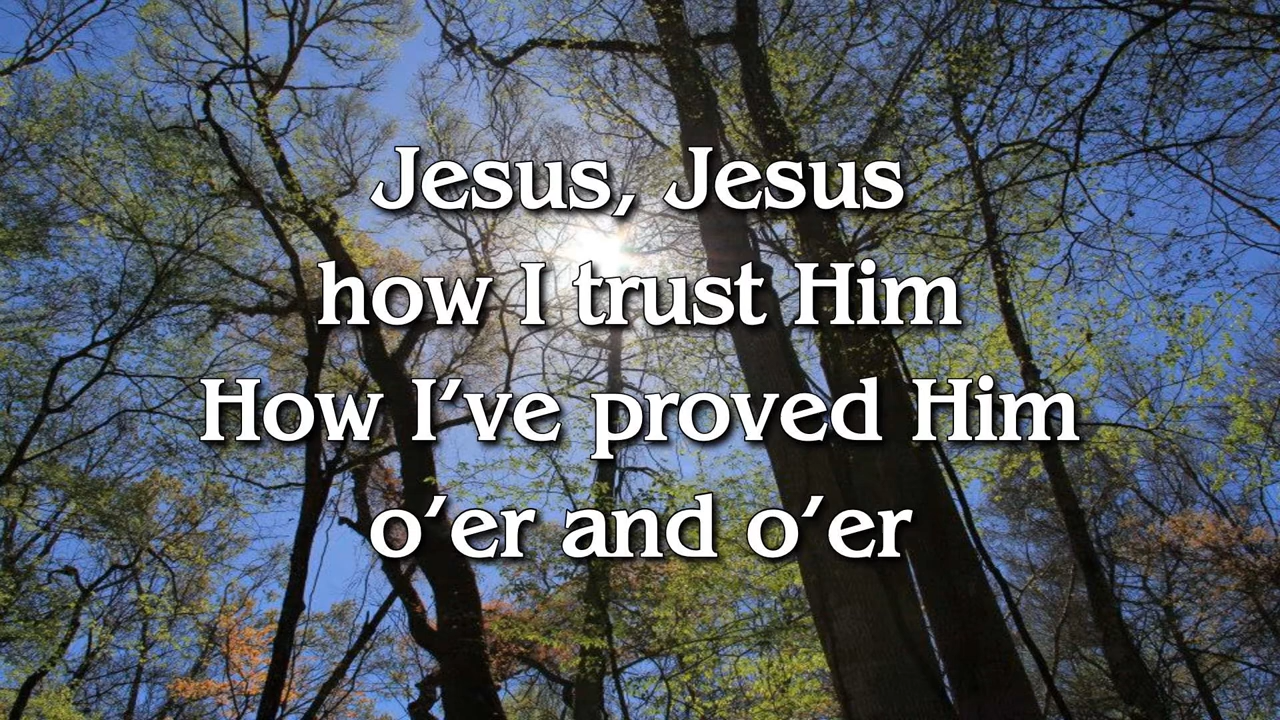 Jesus, Jesus
how I trust Him
How I’ve proved Him
o’er and o’er